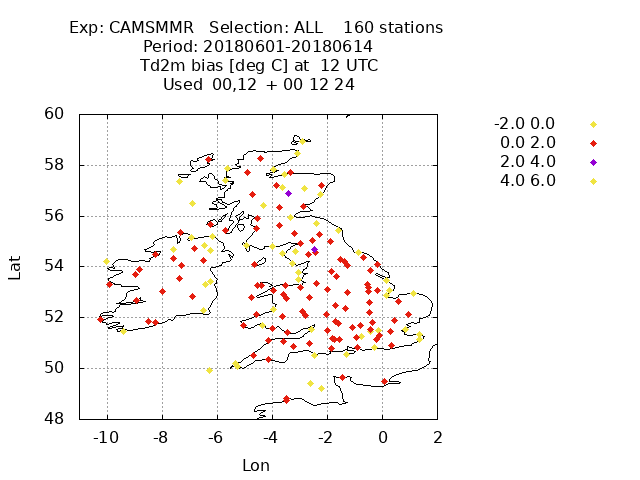 Exp: CAMSMMR   Selection: ALL    160 stations
Period: 20180601-20180614
Td2m bias [deg C] at  12 UTC
Used  00,12  + 00 12 24
-2.0 0.0
0.0 2.0
2.0 4.0
4.0 6.0
60
58
56
54
52
50
48
Lat
-10 -8 -6 -4 -2 0 2
Lon